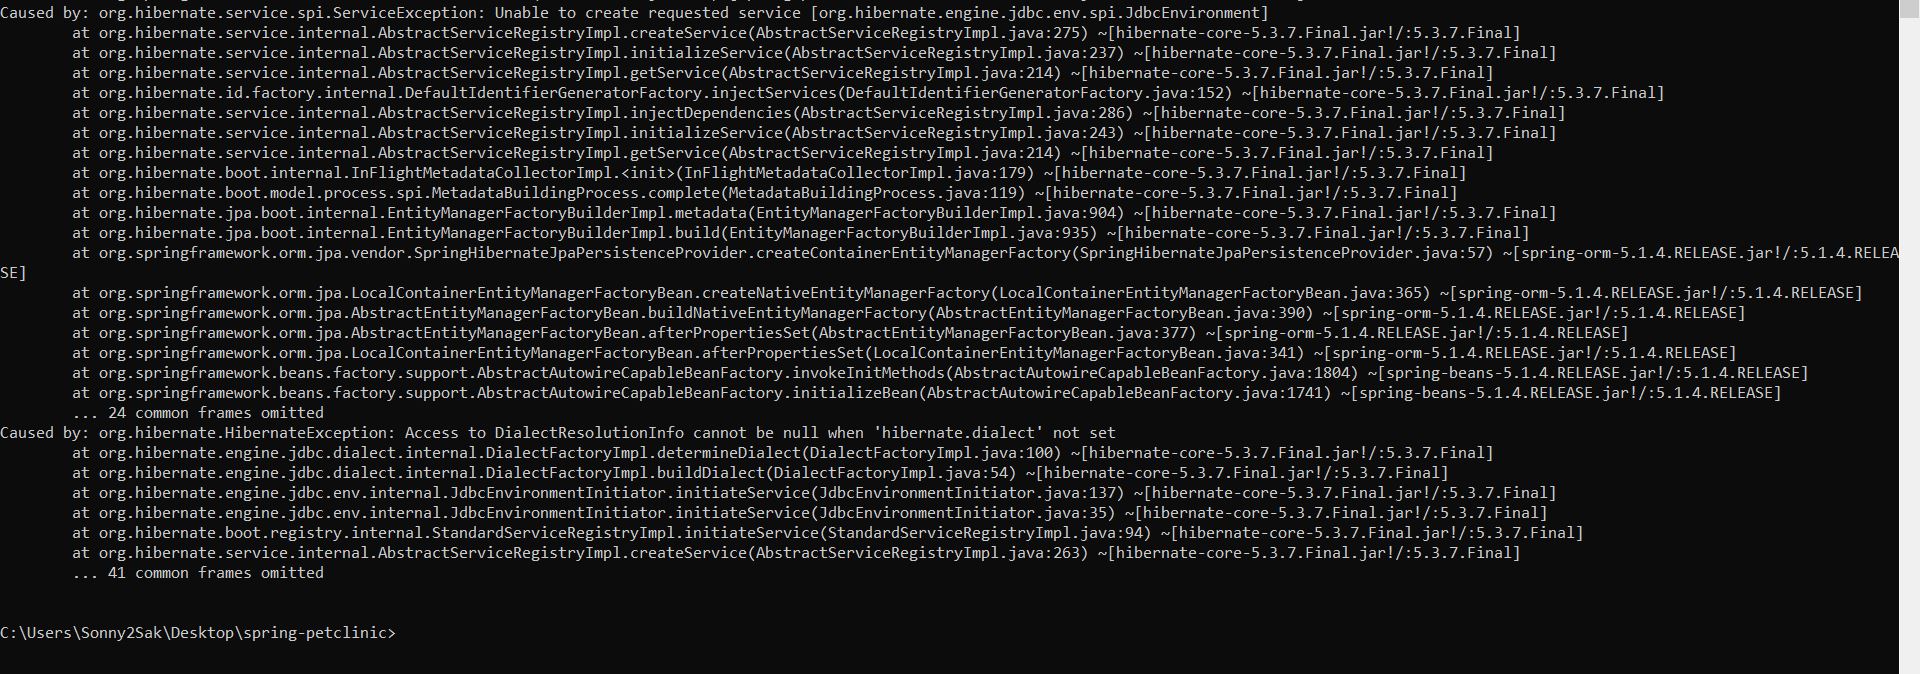 Caused by: org.hibernate.service.spi.ServiceException: Unable to create requested service [org.hibernate.engine.jdbc.env.spi.JdbcEnvironment]
        at org.hibernate.service.internal.AbstractServiceRegistryImpl.createService(AbstractServiceRegistryImpl.java:275) ~[hibernate-core-5.3.7.Final.jar!/:5.3.7.Final]
        at org.hibernate.service.internal.AbstractServiceRegistryImpl.initializeService(AbstractServiceRegistryImpl.java:237) ~[hibernate-core-5.3.7.Final.jar!/:5.3.7.Final]
        at org.hibernate.service.internal.AbstractServiceRegistryImpl.getService(AbstractServiceRegistryImpl.java:214) ~[hibernate-core-5.3.7.Final.jar!/:5.3.7.Final]
        at org.hibernate.id.factory.internal.DefaultIdentifierGeneratorFactory.injectServices(DefaultIdentifierGeneratorFactory.java:152) ~[hibernate-core-5.3.7.Final.jar!/:5.3.7.Final]
        at org.hibernate.service.internal.AbstractServiceRegistryImpl.injectDependencies(AbstractServiceRegistryImpl.java:286) ~[hibernate-core-5.3.7.Final.jar!/:5.3.7.Final]
        at org.hibernate.service.internal.AbstractServiceRegistryImpl.initializeService(AbstractServiceRegistryImpl.java:243) ~[hibernate-core-5.3.7.Final.jar!/:5.3.7.Final]
        at org.hibernate.service.internal.AbstractServiceRegistryImpl.getService(AbstractServiceRegistryImpl.java:214) ~[hibernate-core-5.3.7.Final.jar!/:5.3.7.Final]
        at org.hibernate.boot.internal.InFlightMetadataCollectorImpl.<init>(InFlightMetadataCollectorImpl.java:179) ~[hibernate-core-5.3.7.Final.jar!/:5.3.7.Final]
        at org.hibernate.boot.model.process.spi.MetadataBuildingProcess.complete(MetadataBuildingProcess.java:119) ~[hibernate-core-5.3.7.Final.jar!/:5.3.7.Final]
        at org.hibernate.jpa.boot.internal.EntityManagerFactoryBuilderImpl.metadata(EntityManagerFactoryBuilderImpl.java:904) ~[hibernate-core-5.3.7.Final.jar!/:5.3.7.Final]
        at org.hibernate.jpa.boot.internal.EntityManagerFactoryBuilderImpl.build(EntityManagerFactoryBuilderImpl.java:935) ~[hibernate-core-5.3.7.Final.jar!/:5.3.7.Final]
        at org.springframework.orm.jpa.vendor.SpringHibernateJpaPersistenceProvider.createContainerEntityManagerFactory(SpringHibernateJpaPersistenceProvider.java:57) ~[spring-orm-5.1.4.RELEASE.jar!/:5.1.4.RELEA
SE]
        at org.springframework.orm.jpa.LocalContainerEntityManagerFactoryBean.createNativeEntityManagerFactory(LocalContainerEntityManagerFactoryBean.java:365) ~[spring-orm-5.1.4.RELEASE.jar!/:5.1.4.RELEASE]
        at org.springframework.orm.jpa.AbstractEntityManagerFactoryBean.buildNativeEntityManagerFactory(AbstractEntityManagerFactoryBean.java:390) ~[spring-orm-5.1.4.RELEASE.jar!/:5.1.4.RELEASE]
        at org.springframework.orm.jpa.AbstractEntityManagerFactoryBean.afterPropertiesSet(AbstractEntityManagerFactoryBean.java:377) ~[spring-orm-5.1.4.RELEASE.jar!/:5.1.4.RELEASE]
        at org.springframework.orm.jpa.LocalContainerEntityManagerFactoryBean.afterPropertiesSet(LocalContainerEntityManagerFactoryBean.java:341) ~[spring-orm-5.1.4.RELEASE.jar!/:5.1.4.RELEASE]
        at org.springframework.beans.factory.support.AbstractAutowireCapableBeanFactory.invokeInitMethods(AbstractAutowireCapableBeanFactory.java:1804) ~[spring-beans-5.1.4.RELEASE.jar!/:5.1.4.RELEASE]
        at org.springframework.beans.factory.support.AbstractAutowireCapableBeanFactory.initializeBean(AbstractAutowireCapableBeanFactory.java:1741) ~[spring-beans-5.1.4.RELEASE.jar!/:5.1.4.RELEASE]
        ... 24 common frames omitted
Caused by: org.hibernate.HibernateException: Access to DialectResolutionInfo cannot be null when 'hibernate.dialect' not set
        at org.hibernate.engine.jdbc.dialect.internal.DialectFactoryImpl.determineDialect(DialectFactoryImpl.java:100) ~[hibernate-core-5.3.7.Final.jar!/:5.3.7.Final]
        at org.hibernate.engine.jdbc.dialect.internal.DialectFactoryImpl.buildDialect(DialectFactoryImpl.java:54) ~[hibernate-core-5.3.7.Final.jar!/:5.3.7.Final]
        at org.hibernate.engine.jdbc.env.internal.JdbcEnvironmentInitiator.initiateService(JdbcEnvironmentInitiator.java:137) ~[hibernate-core-5.3.7.Final.jar!/:5.3.7.Final]
        at org.hibernate.engine.jdbc.env.internal.JdbcEnvironmentInitiator.initiateService(JdbcEnvironmentInitiator.java:35) ~[hibernate-core-5.3.7.Final.jar!/:5.3.7.Final]
        at org.hibernate.boot.registry.internal.StandardServiceRegistryImpl.initiateService(StandardServiceRegistryImpl.java:94) ~[hibernate-core-5.3.7.Final.jar!/:5.3.7.Final]
        at org.hibernate.service.internal.AbstractServiceRegistryImpl.createService(AbstractServiceRegistryImpl.java:263) ~[hibernate-core-5.3.7.Final.jar!/:5.3.7.Final]
        ... 41 common frames omitted
C:\Users\Sonny2Sak\Desktop\spring-petclinic>